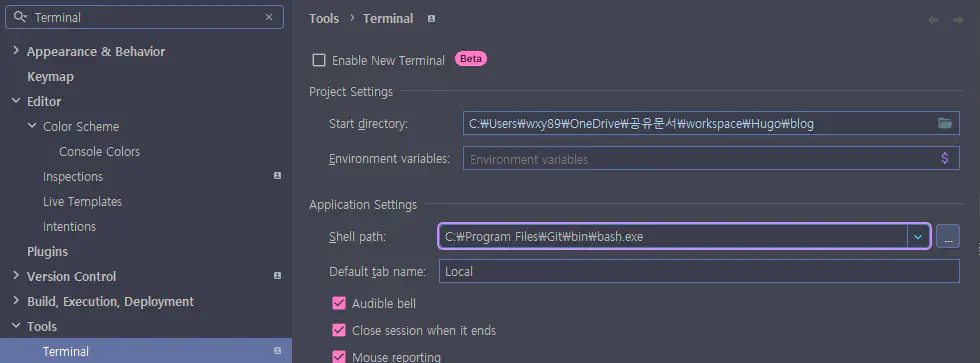 Terminal
Appearance & Behavior
Keymap
Editor
Color Scheme
Console Colors
Inspections
Live Templates
Intentions
Plugins
Version Control
Build, Execution, Deployment
Tools
Terminal
Tools › Terminal
Enable New Terminal Beta
Project Settings
Start directory: C:₩Users₩wxy89₩OneDrive₩공유문서₩workspace₩Hugo₩blog
Environment variables: Environment variables $
Application Settings
Shell path: C:₩Program Files₩Git₩bin₩bash.exe ...
Default tab name: Local
Audible bell
Close session when it ends
Mouse reporting